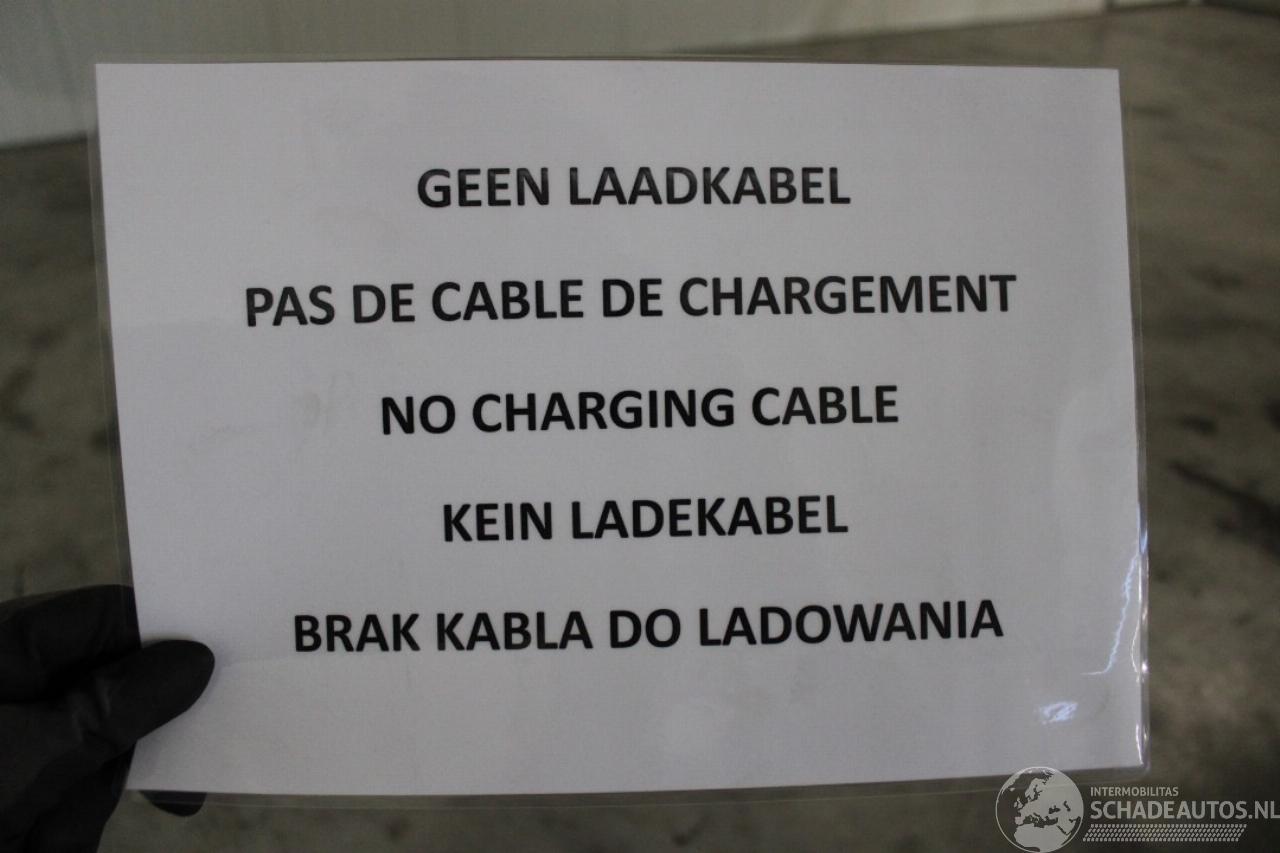 GEEN LAADKABEL
PAS DE CABLE DE CHARGEMENT
NO CHARGING CABLE
KEIN LADEKABEL
BRAK KABLA DO LADOWANIA
INTERMOBILITAS
SCHADEAUTOS.NL